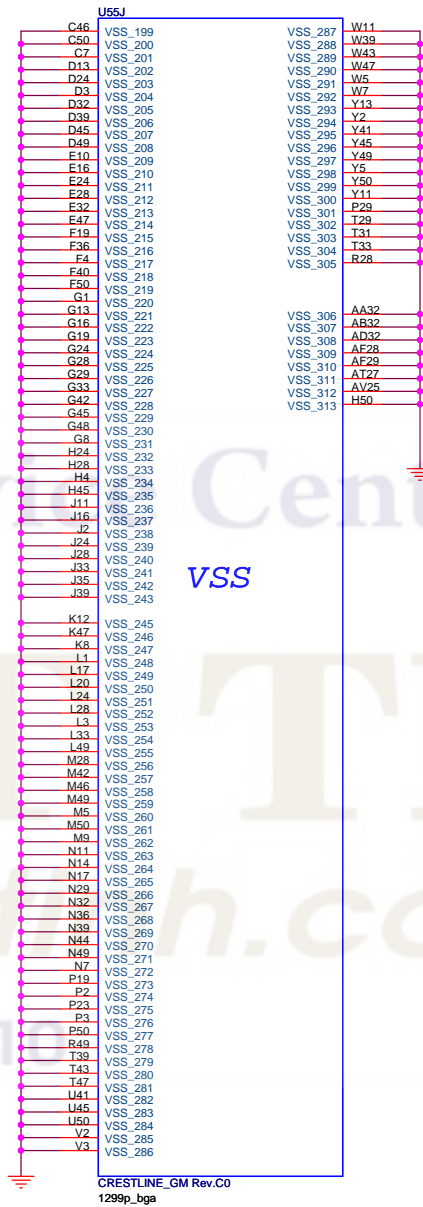 U55J
C46 VSS_199
C50 VSS_200
C7 VSS_201
D13 VSS_202
D24 VSS_203
D3 VSS_204
D32 VSS_205
D39 VSS_206
D45 VSS_207
D49 VSS_208
E10 VSS_209
E16 VSS_210
E24 VSS_211
E28 VSS_212
E32 VSS_213
E47 VSS_214
F19 VSS_215
F36 VSS_216
F4 VSS_217
F40 VSS_218
F50 VSS_219
G1 VSS_220
G13 VSS_221
G16 VSS_222
G19 VSS_223
G24 VSS_224
G28 VSS_225
G29 VSS_226
G33 VSS_227
G42 VSS_228
G45 VSS_229
G48 VSS_230
G8 VSS_231
H24 VSS_232
H28 VSS_233
H4 VSS_234
H45 VSS_235
J11 VSS_236
J16 VSS_237
J2 VSS_238
J24 VSS_239
J28 VSS_240
J33 VSS_241
J35 VSS_242
J39 VSS_243
K12 VSS_245
K47 VSS_246
K8 VSS_247
L1 VSS_248
L17 VSS_249
L20 VSS_250
L24 VSS_251
L28 VSS_252
L3 VSS_253
L33 VSS_254
L49 VSS_255
M28 VSS_256
M42 VSS_257
M46 VSS_258
M49 VSS_259
M5 VSS_260
M50 VSS_261
M9 VSS_262
N11 VSS_263
N14 VSS_264
N17 VSS_265
N29 VSS_266
N32 VSS_267
N36 VSS_268
N39 VSS_269
N44 VSS_270
N49 VSS_271
N7 VSS_272
P19 VSS_273
P2 VSS_274
P23 VSS_275
P3 VSS_276
P50 VSS_277
R49 VSS_278
T39 VSS_279
T43 VSS_280
T47 VSS_281
U41 VSS_282
U45 VSS_283
U50 VSS_284
V2 VSS_285
V3 VSS_286
VSS_287 W11
VSS_288 W39
VSS_289 W43
VSS_290 W47
VSS_291 W5
VSS_292 W7
VSS_293 Y13
VSS_294 Y2
VSS_295 Y41
VSS_296 Y45
VSS_297 Y49
VSS_298 Y5
VSS_299 Y50
VSS_300 Y11
VSS_301 P29
VSS_302 T29
VSS_303 T31
VSS_304 T33
VSS_305 R28
VSS_306 AA32
VSS_307 AB32
VSS_308 AD32
VSS_309 AF28
VSS_310 AF29
VSS_311 AT27
VSS_312 AV25
VSS_313 H50
VSS
CRESTLINE_GM Rev.C0
1299p_bga